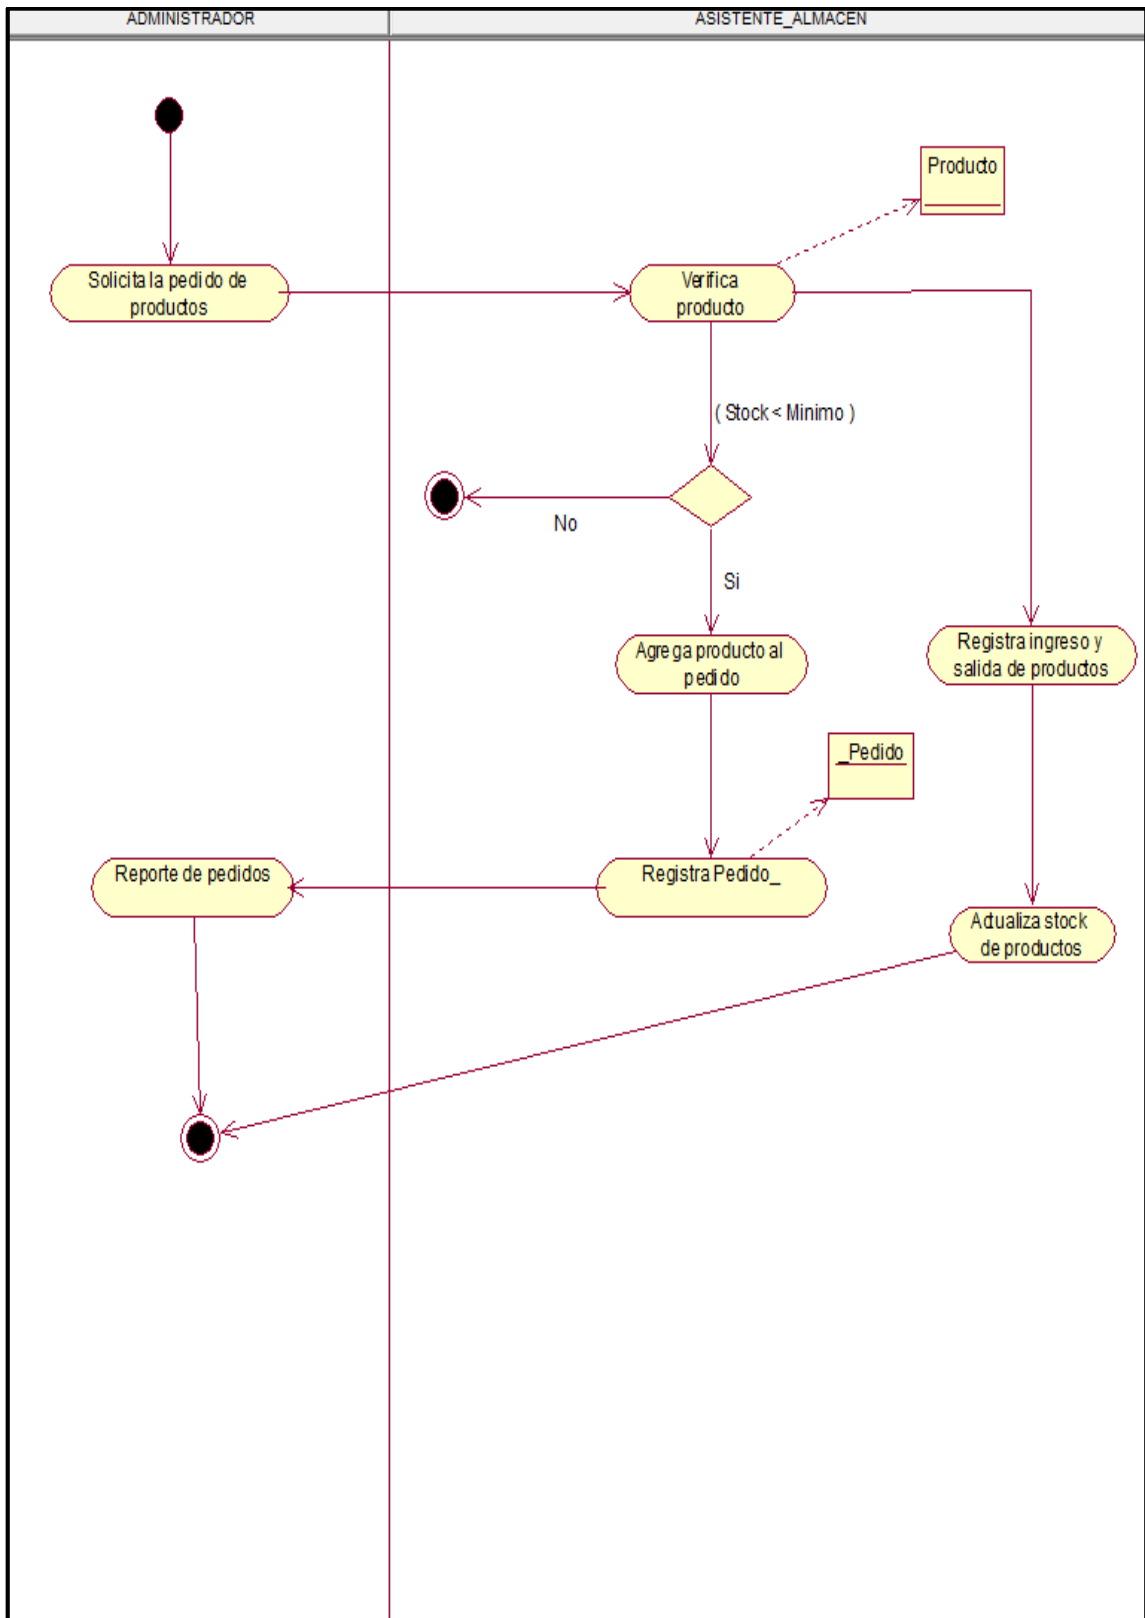 ADMINISTRADOR
ASISTENTE_ALMACEN
Producto
Solicita la pedido de
productos
Verifica
producto
( Stock < Minimo )
No
Si
Agrega producto al
pedido
Registra ingreso y
salida de productos
_Pedido
Reporte de pedidos
Registra Pedido_
Actualiza stock
de productos